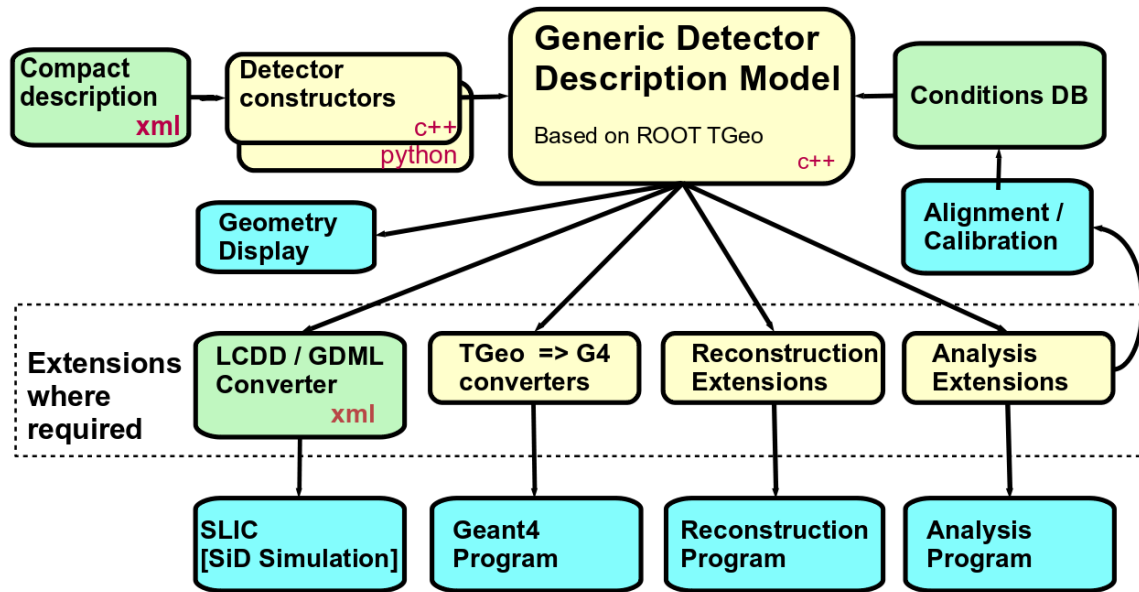 Compact
description
xml
Detector
constructors
c++
python
Generic Detector
Description Model
Based on ROOT TGeo
c++
Conditions DB
Geometry
Display
Alignment /
Calibration
Extensions
where
required
LCDD / GDML
Converter
xml
TGeo => G4
converters
Reconstruction
Extensions
Analysis
Extensions
SLIC
[SiD Simulation]
Geant4
Program
Reconstruction
Program
Analysis
Program